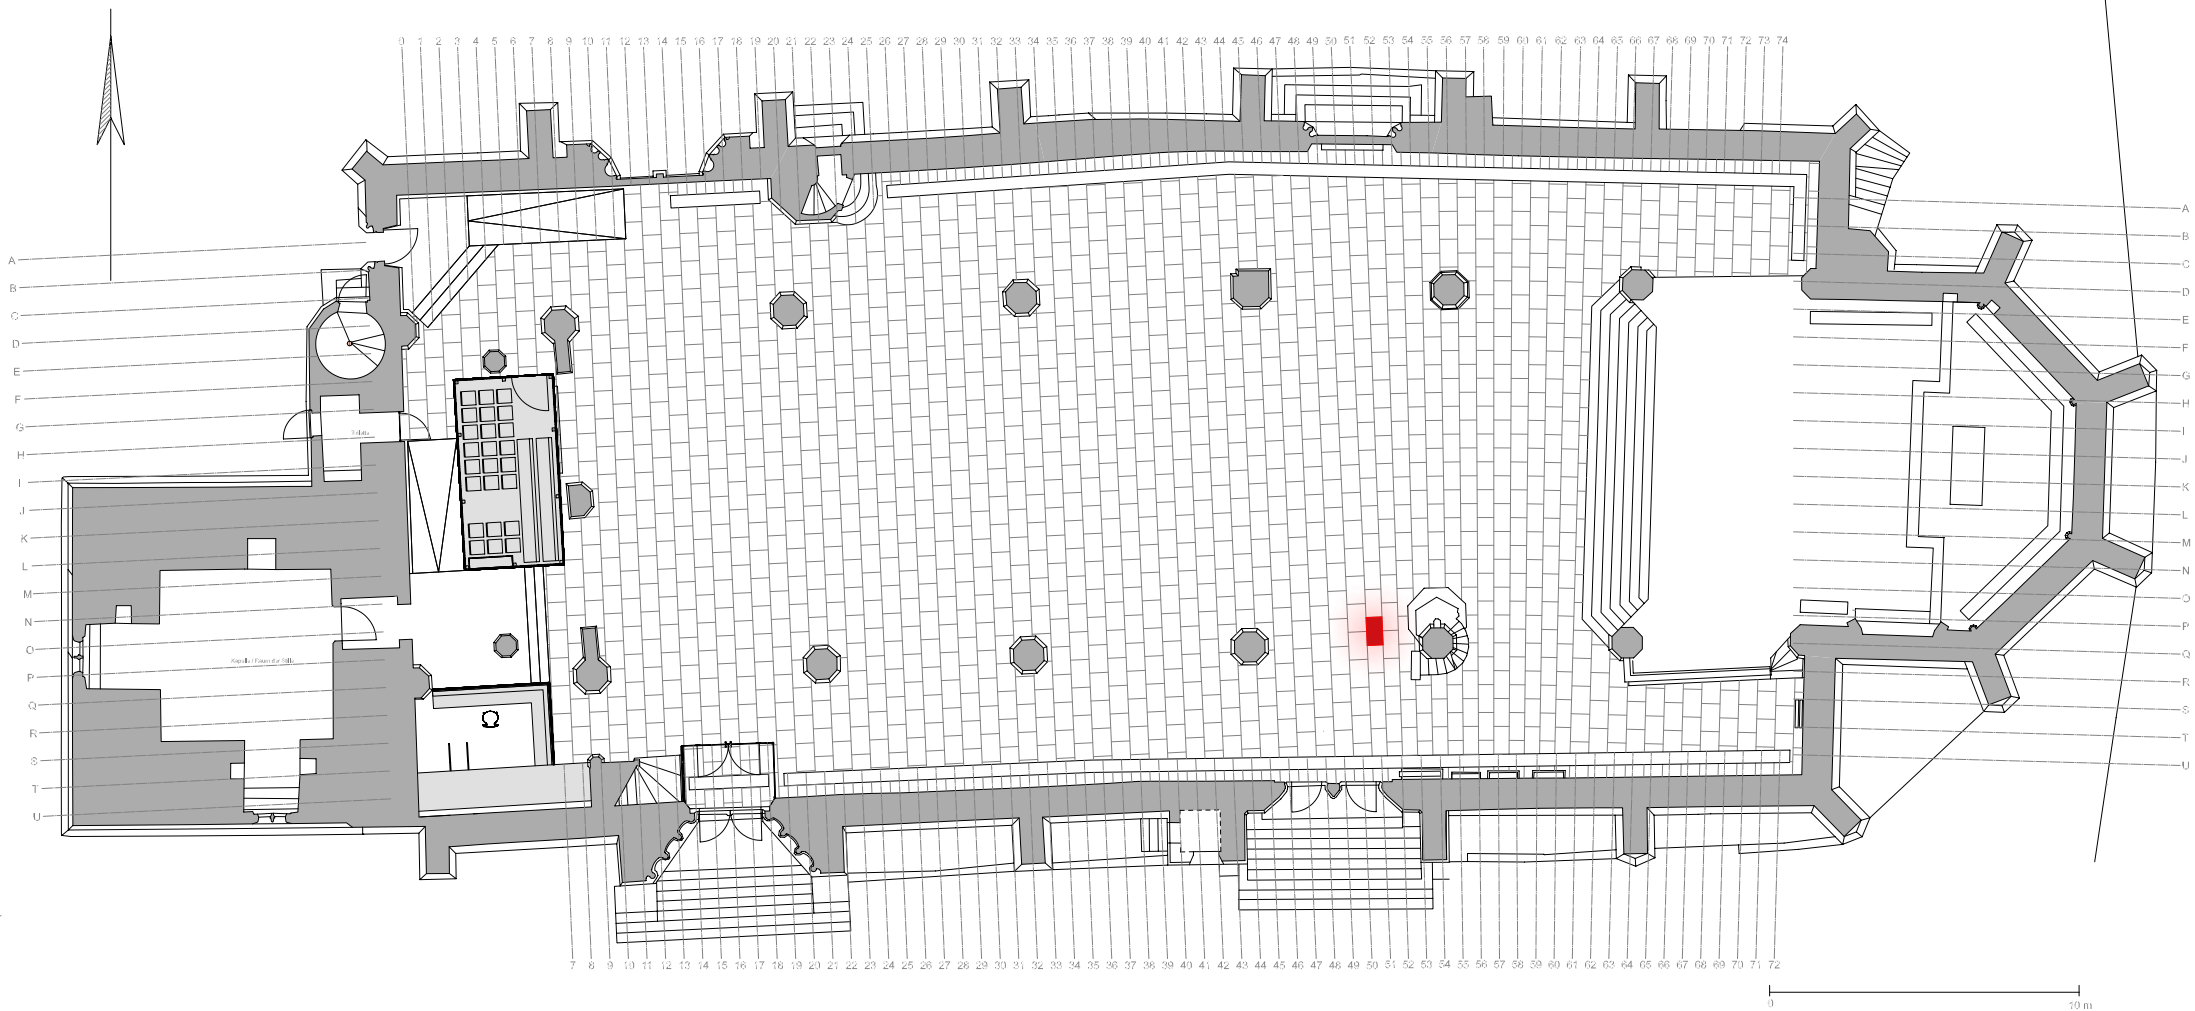 0 1 2 3 4 5 6 7 8 9 10 11 12 13 14 15 16 17 18 19 20 21 22 23 24 25 26 27 28 29 30 31 32 33 34 35 36 37 38 39 40 41 42 43 44 45 46 47 48 49 50 51 52 53 54 55 56 57 58 59 60 61 62 63 64 65 66 67 68 69 70 71 72 73 74
A
B
C
D
E
F
G
H
I
J
K
L
M
N
O
P
Q
R
S
T
U
A
B
C
D
E
F
G
H
I
J
K
L
M
N
O
P
Q
R
S
T
U
7 8 9 10 11 12 13 14 15 16 17 18 19 20 21 22 23 24 25 26 27 28 29 30 31 32 33 34 35 36 37 38 39 40 41 42 43 44 45 46 47 48 49 50 51 52 53 54 55 56 57 58 59 60 61 62 63 64 65 66 67 68 69 70 71 72
0 10 m